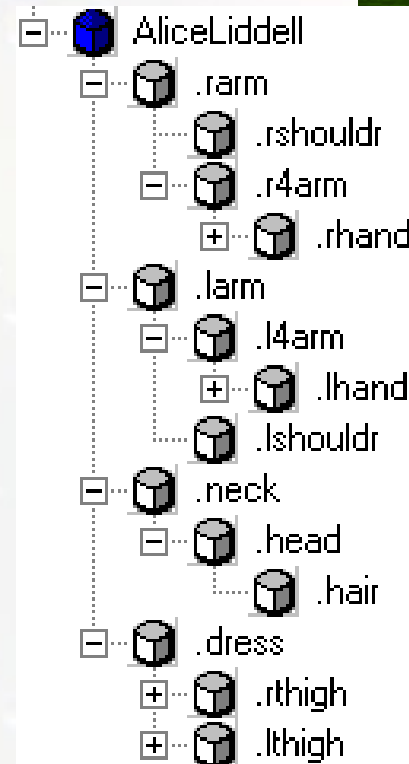 AliceLiddell
.rarm
.rshouldr
.r4arm
.rhand
.larm
.l4arm
.lhand
.lshouldr
.neck
.head
.hair
.dress
.rthigh
.lthigh